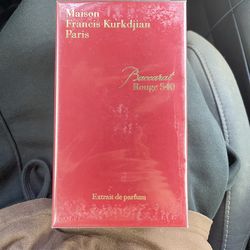 Maison
Francis Kurkdjian
Paris
Baccarat
Rouge 540
Extrait de parfum